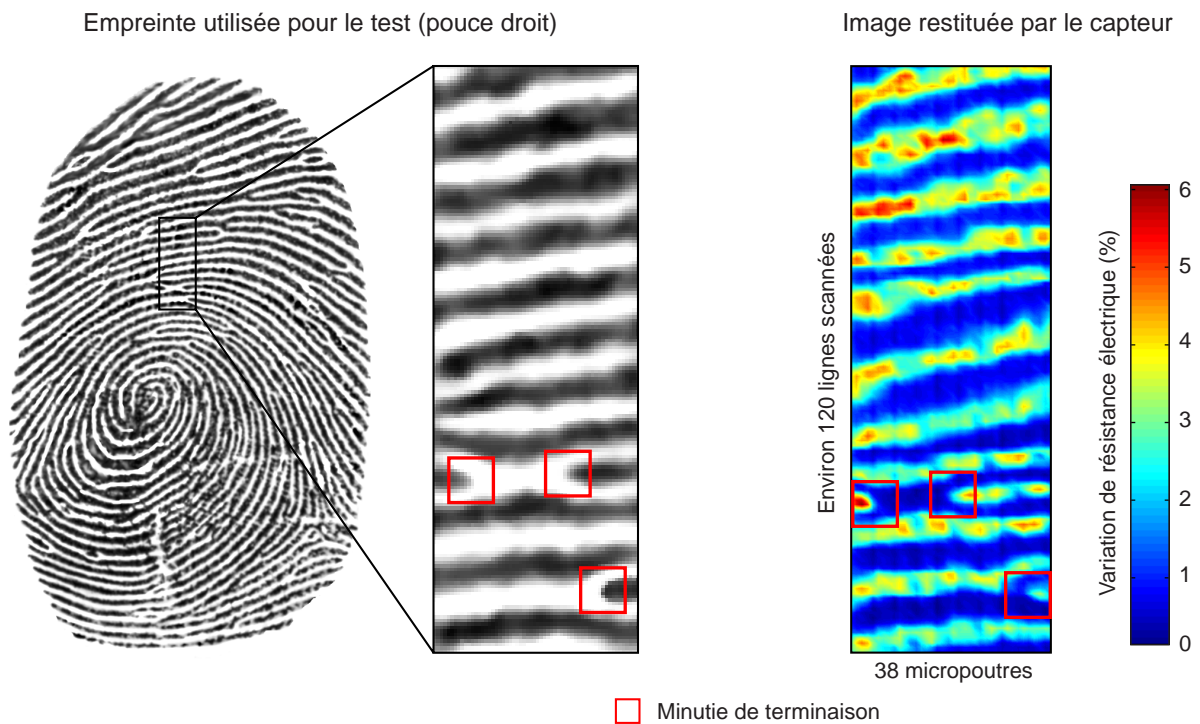 Empreinte utilisée pour le test (pouce droit)
Image restituée par le capteur
Environ 120 lignes scannées
38 micropoutres
Variation de résistance électrique (%)
6
5
4
3
2
1
0
Minutie de terminaison